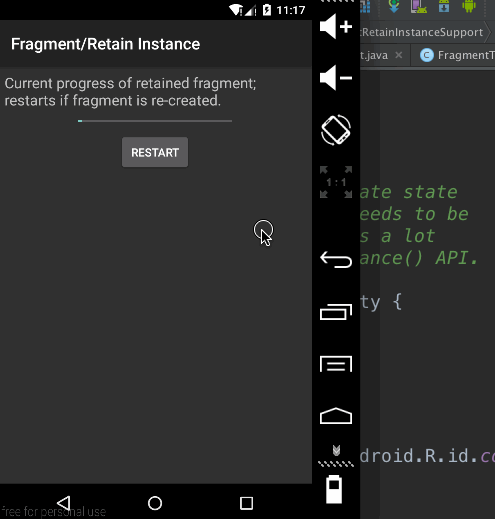 11:17
Fragment/Retain Instance
Current progress of retained fragment;
restarts if fragment is re-created.
RESTART
free for personal use
1:1
RetainInstanceSupport
t.java
FragmentT
ate state
eeds to be
s a lot
ance() API.
ty {
droid.R.id.co